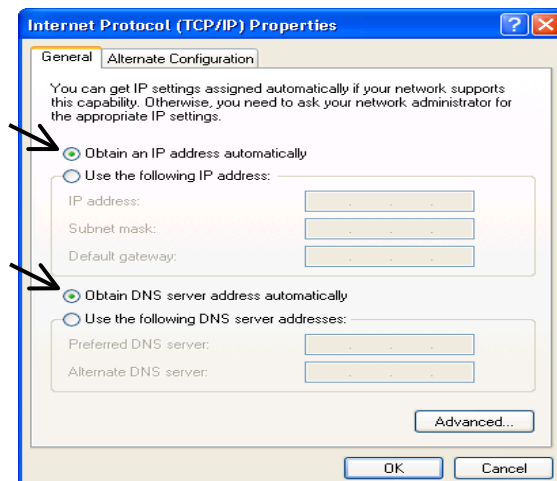 Internet Protocol (TCP/IP) Properties
General
Alternate Configuration
You can get IP settings assigned automatically if your network supports
this capability. Otherwise, you need to ask your network administrator for
the appropriate IP settings.
Obtain an IP address automatically
Use the following IP address:
IP address:
Subnet mask:
Default gateway:
Obtain DNS server address automatically
Use the following DNS server addresses:
Preferred DNS server:
Alternate DNS server:
Advanced...
OK
Cancel